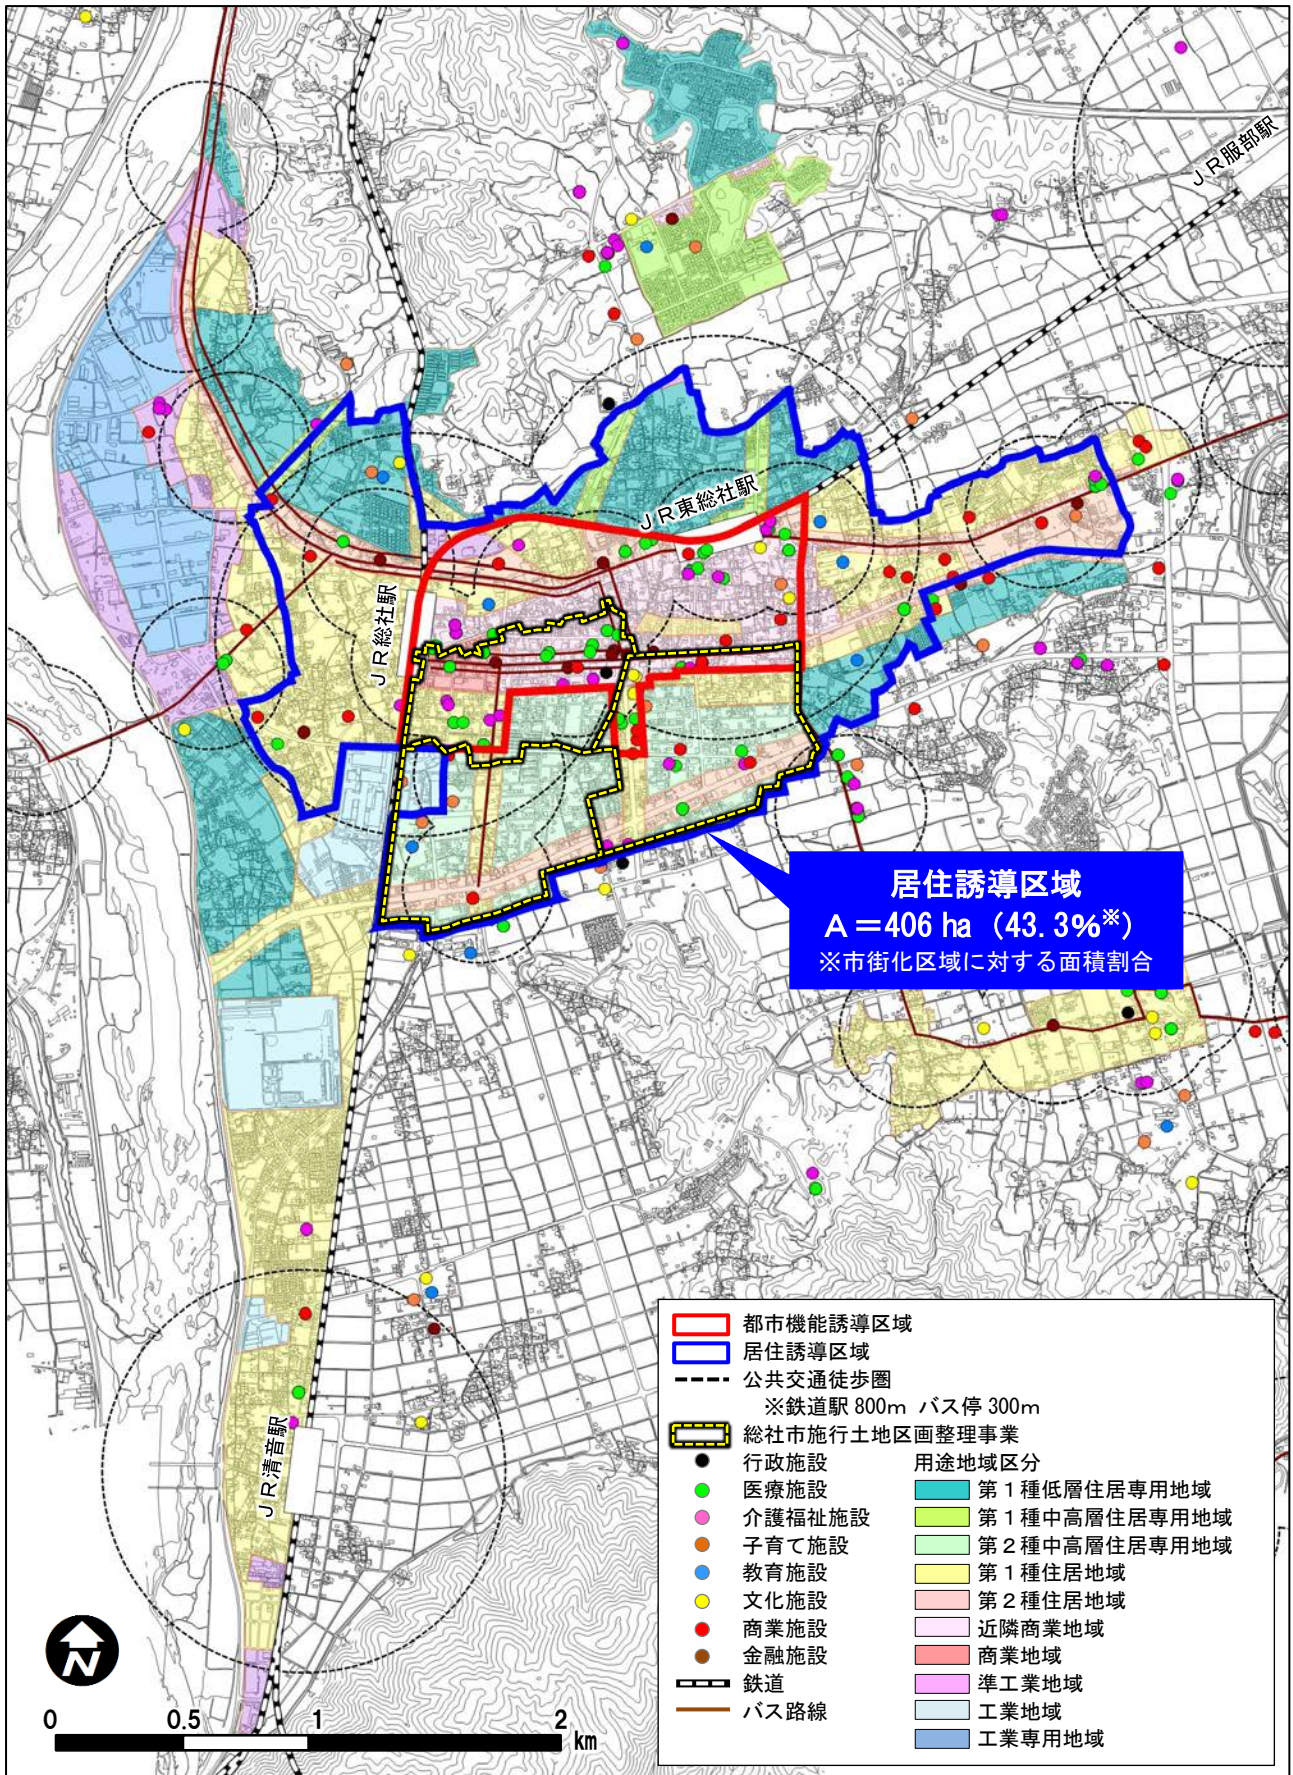 JR服部駅
JR東総社駅
JR総社駅
居住誘導区域
A=406 ha（43.3%※）
※市街化区域に対する面積割合
JR清音駅
都市機能誘導区域
居住誘導区域
公共交通徒歩圏
※鉄道駅 800m バス停 300m
総社市施行土地区画整理事業
行政施設
医療施設
介護福祉施設
子育て施設
教育施設
文化施設
商業施設
金融施設
鉄道
バス路線
用途地域区分
第１種低層住居専用地域
第１種中高層住居専用地域
第２種中高層住居専用地域
第１種住居地域
第２種住居地域
近隣商業地域
商業地域
準工業地域
工業地域
工業専用地域
N
0 0.5 1 2
km